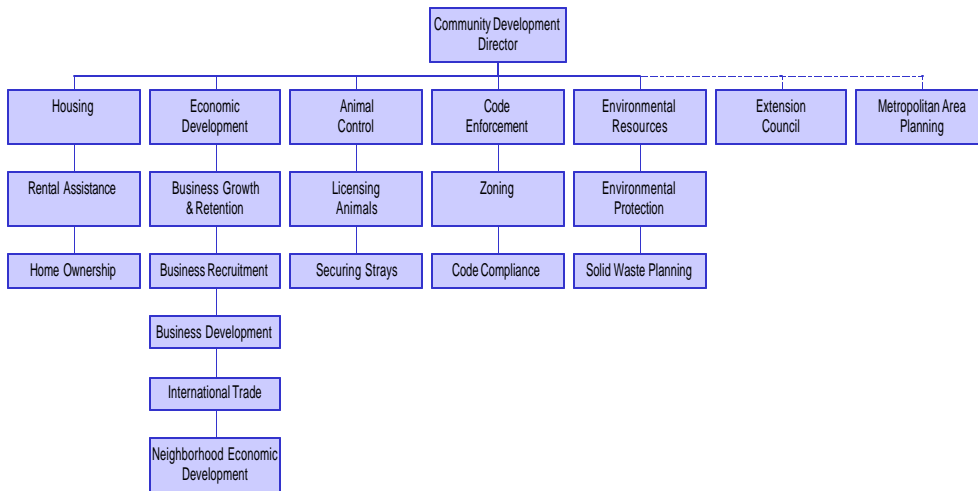 Community Development
Director
Housing
Economic
Development
Animal
Control
Code
Enforcement
Environmental
Resources
Extension
Council
Metropolitan Area
Planning
Rental Assistance
Business Growth
& Retention
Licensing
Animals
Zoning
Environmental
Protection
Home Ownership
Business Recruitment
Securing Strays
Code Compliance
Solid Waste Planning
Business Development
International Trade
Neighborhood Economic
Development